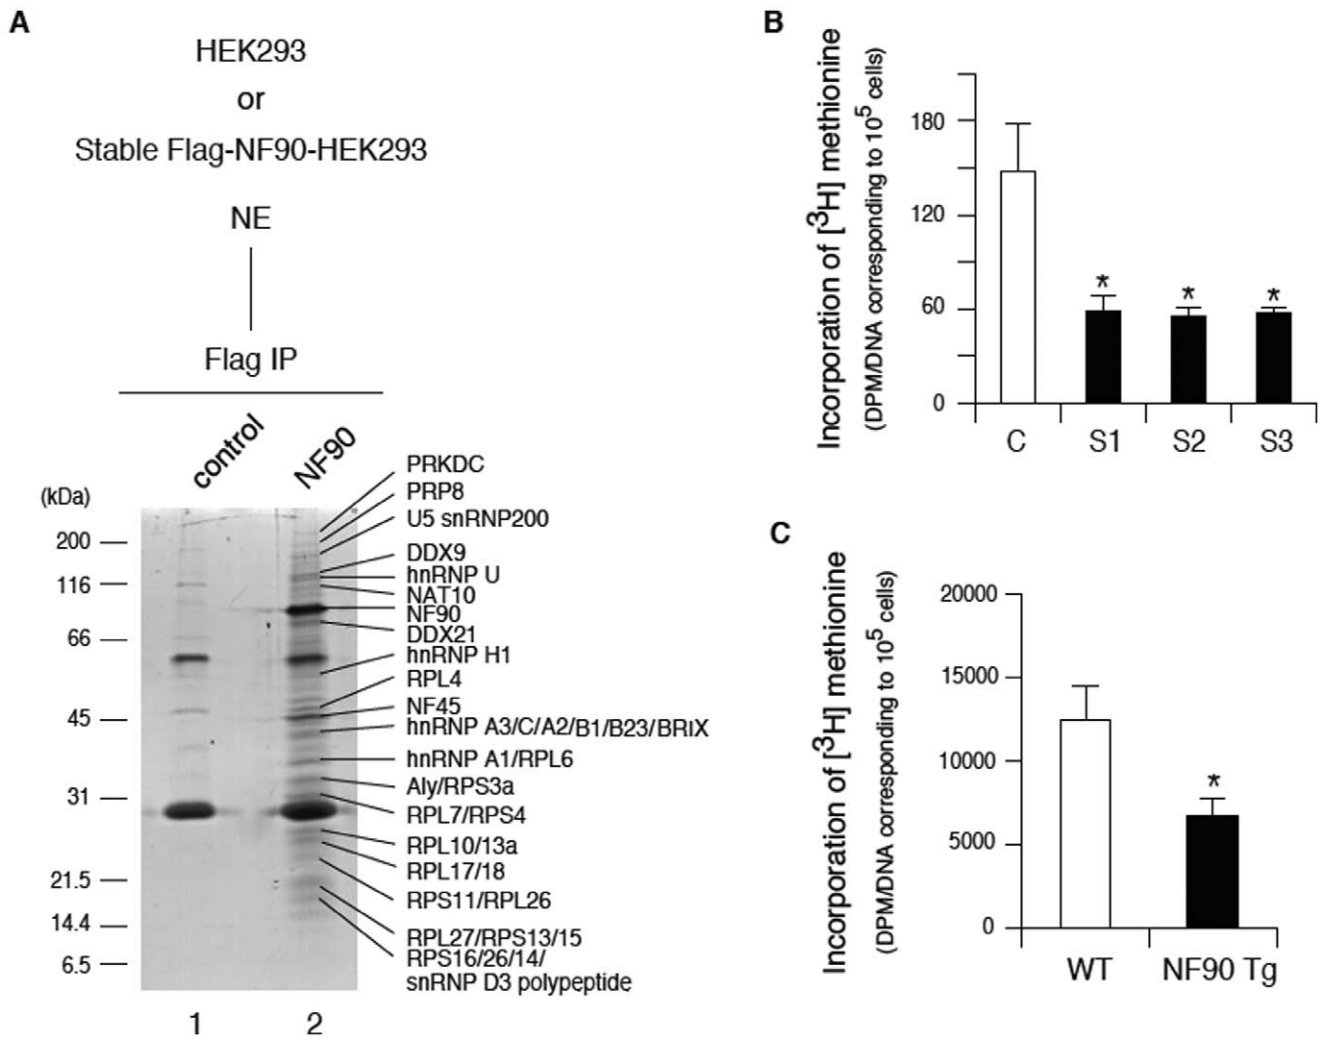 A
HEK293
or
Stable Flag-NF90-HEK293
NE
Flag IP
control
NF90
(kDa)
200
116
66
45
31
21.5
14.4
6.5
PRKDC
PRP8
U5 snRNP200
DDX9
hnRNP U
NAT10
NF90
DDX21
hnRNP H1
RPL4
NF45
hnRNP A3/C/A2/B1/B23/BRIX
hnRNP A1/RPL6
Aly/RPS3a
RPL7/RPS4
RPL10/13a
RPL17/18
RPS11/RPL26
RPL27/RPS13/15
RPS16/26/14/
snRNP D3 polypeptide
1 2
B
Incorporation of [3H] methionine
(DPM/DNA corresponding to 10^5 cells)
180
120
60
0
* * *
C S1 S2 S3
C
Incorporation of [3H] methionine
(DPM/DNA corresponding to 10^5 cells)
20000
15000
10000
5000
0
*
WT NF90 Tg